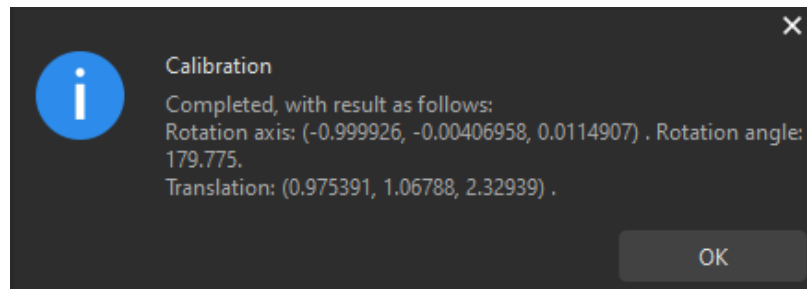 Calibration
Completed, with result as follows:
Rotation axis: (-0.999926, -0.00406958, 0.0114907) . Rotation angle:
179.775.
Translation: (0.975391, 1.06788, 2.32939) .
OK